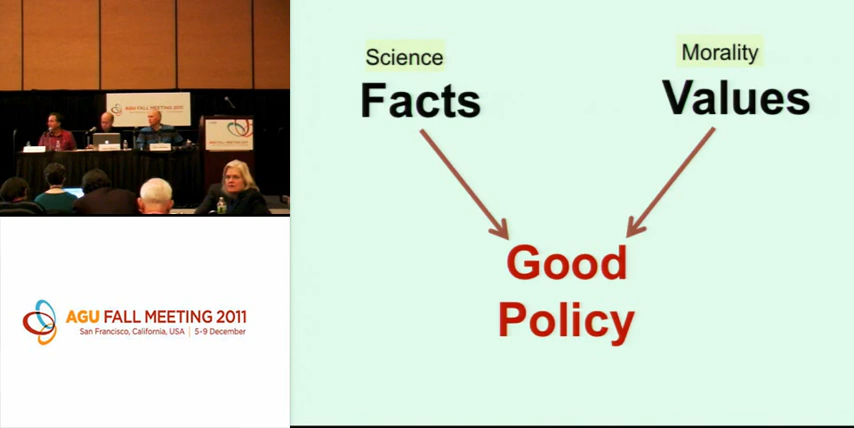 AGU FALL MEETING 2011
AGU FALL MEETING 2011
San Francisco, California, USA | 5-9 December
Science
Facts
Morality
Values
Good
Policy